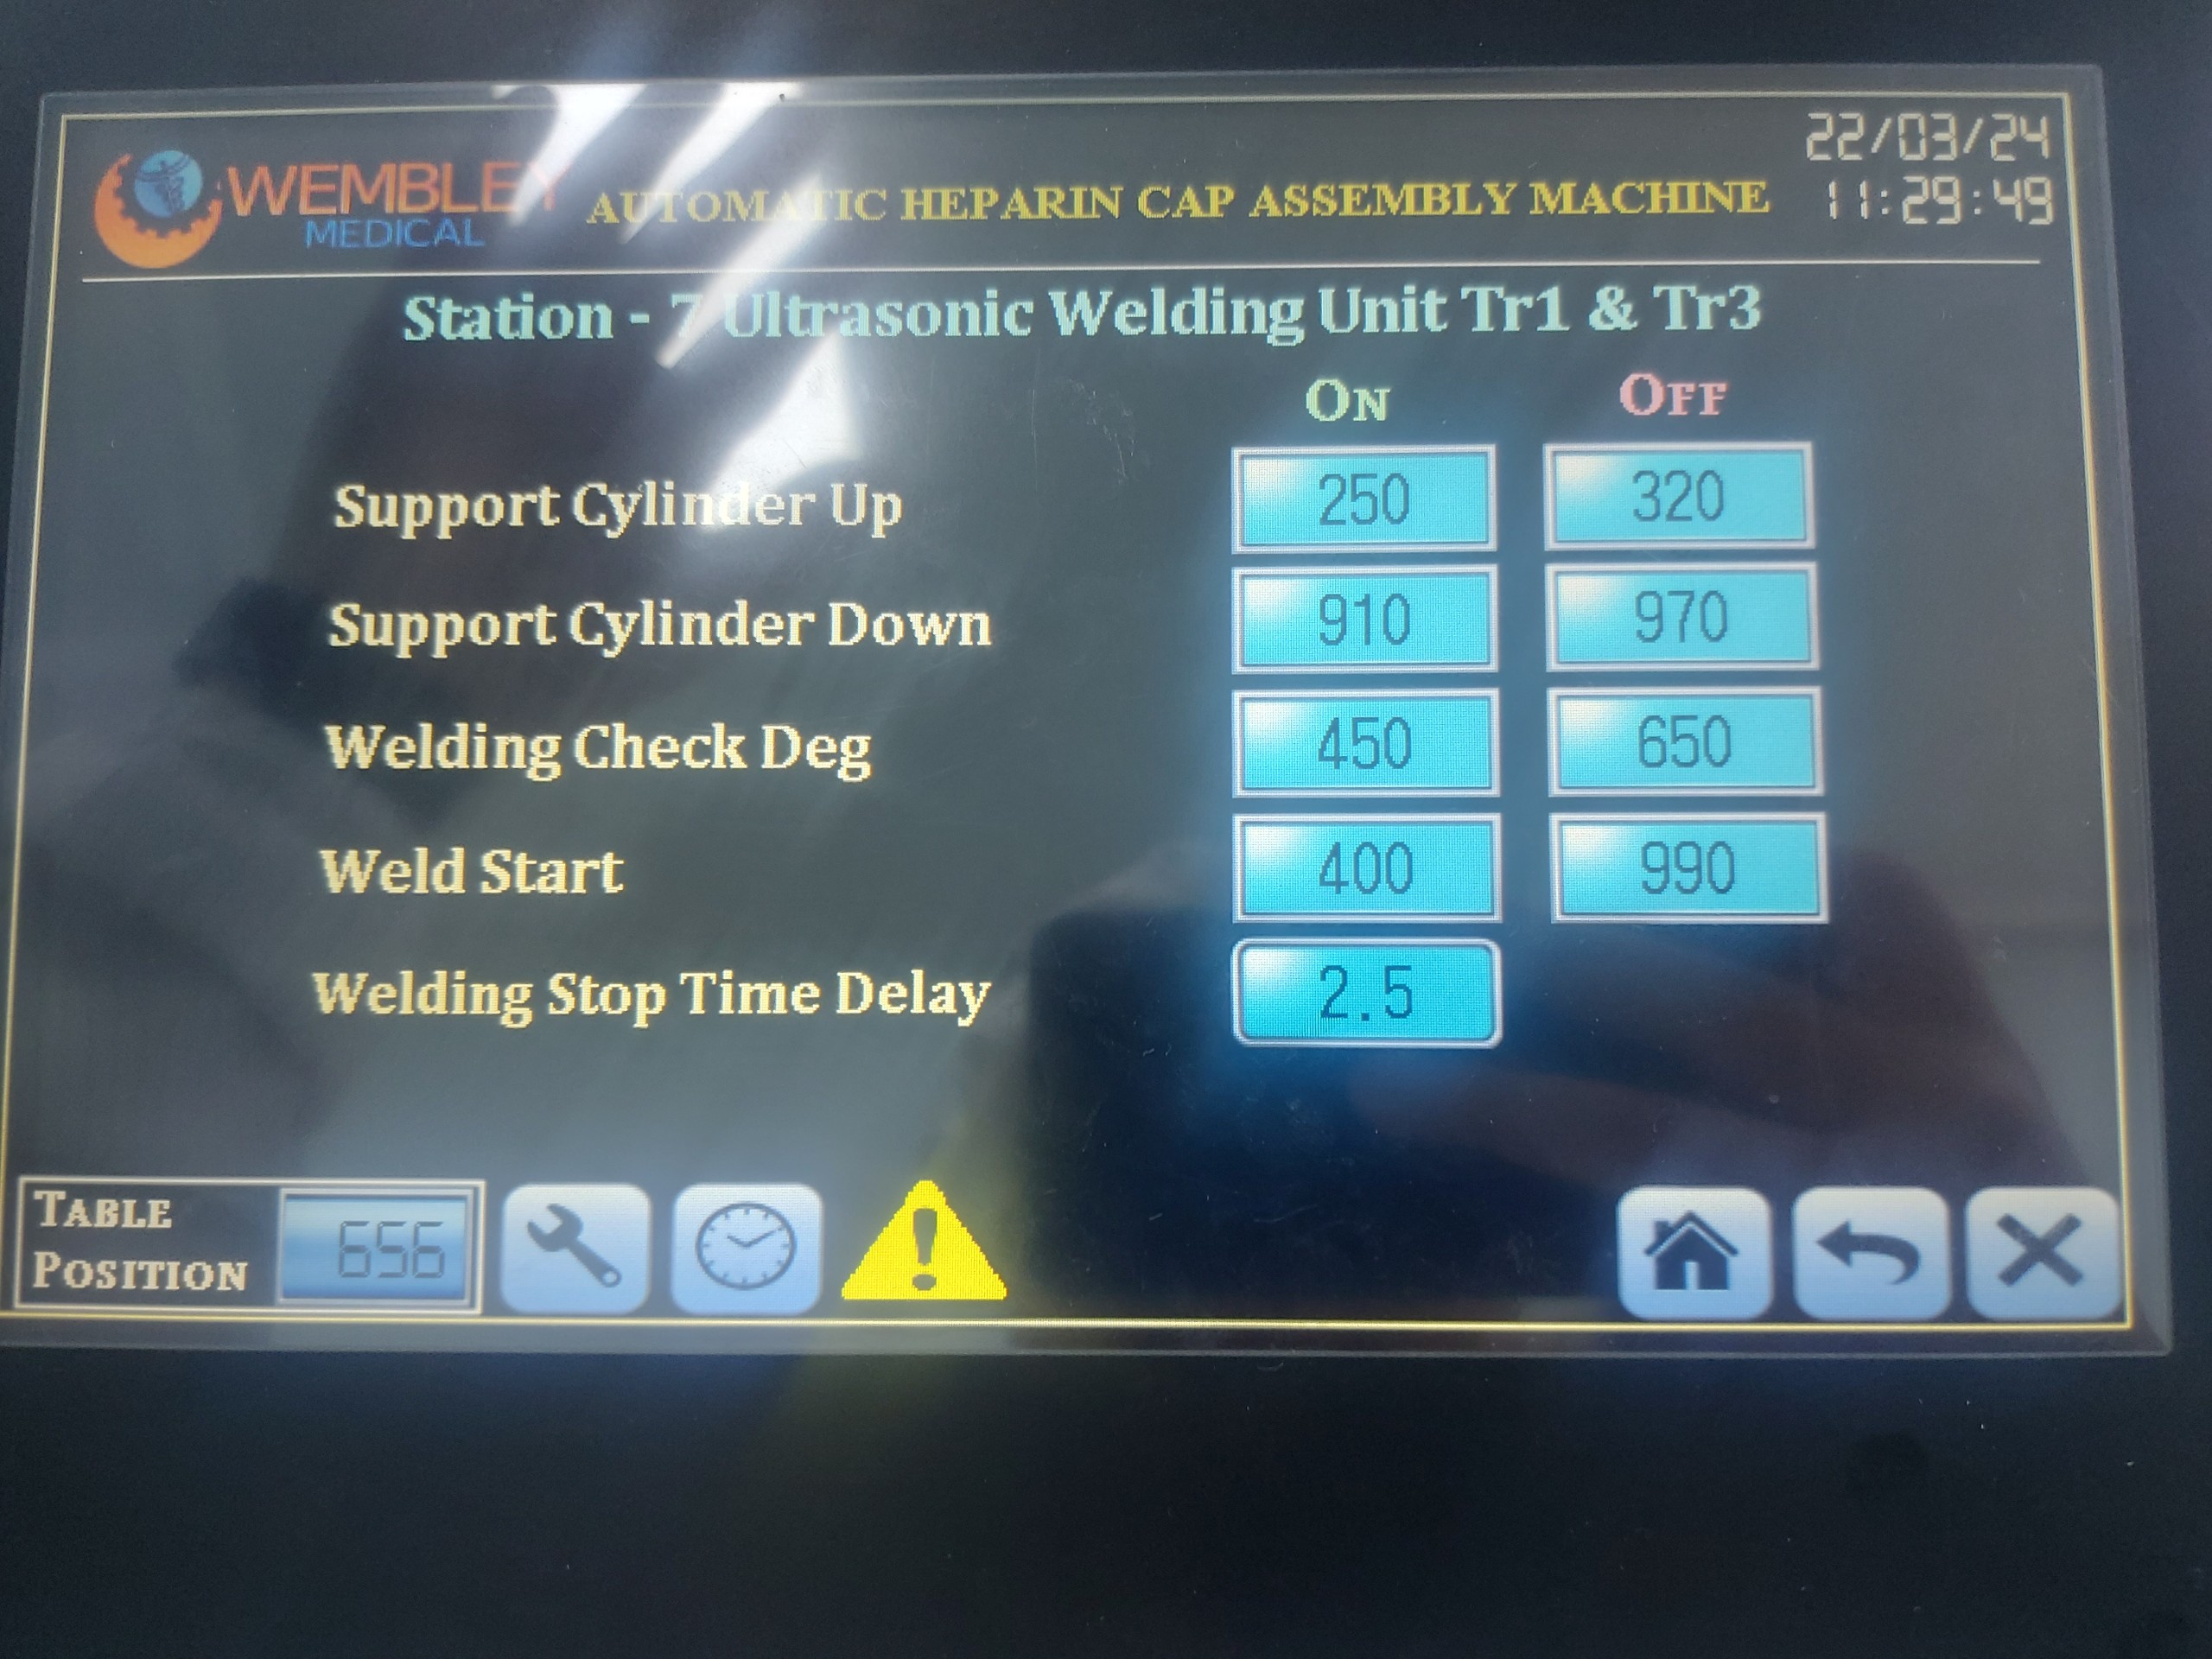 WEMBLEY
MEDICAL
AUTOMATIC HEPARIN CAP ASSEMBLY MACHINE
22/03/24
11:29:49
Station - 7 Ultrasonic Welding Unit Tr1 & Tr3
On Off
Support Cylinder Up 250 320
Support Cylinder Down 910 970
Welding Check Deg 450 650
Weld Start 400 990
Welding Stop Time Delay 2.5
Table
Position 656